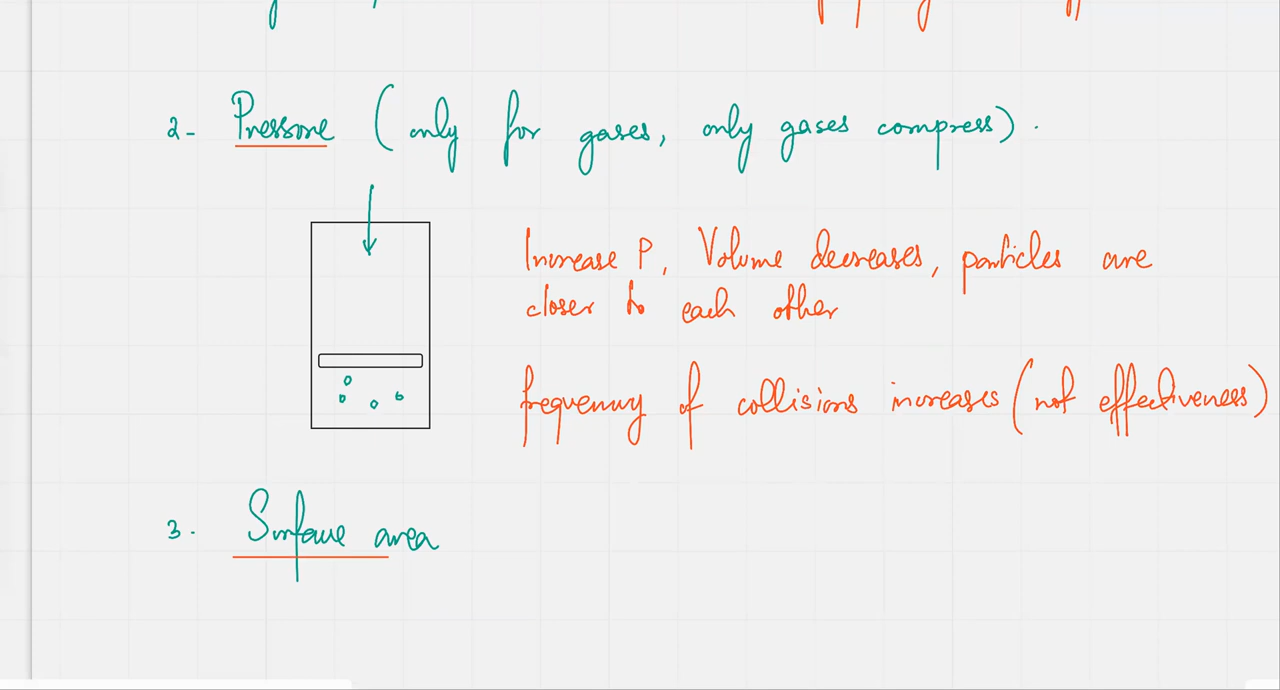 2- Pressure (only for gases, only gases compress).
Increase P, Volume decreases, particles are
closer to each other
frequency of collisions increases (not effectiveness)
3. Surface area